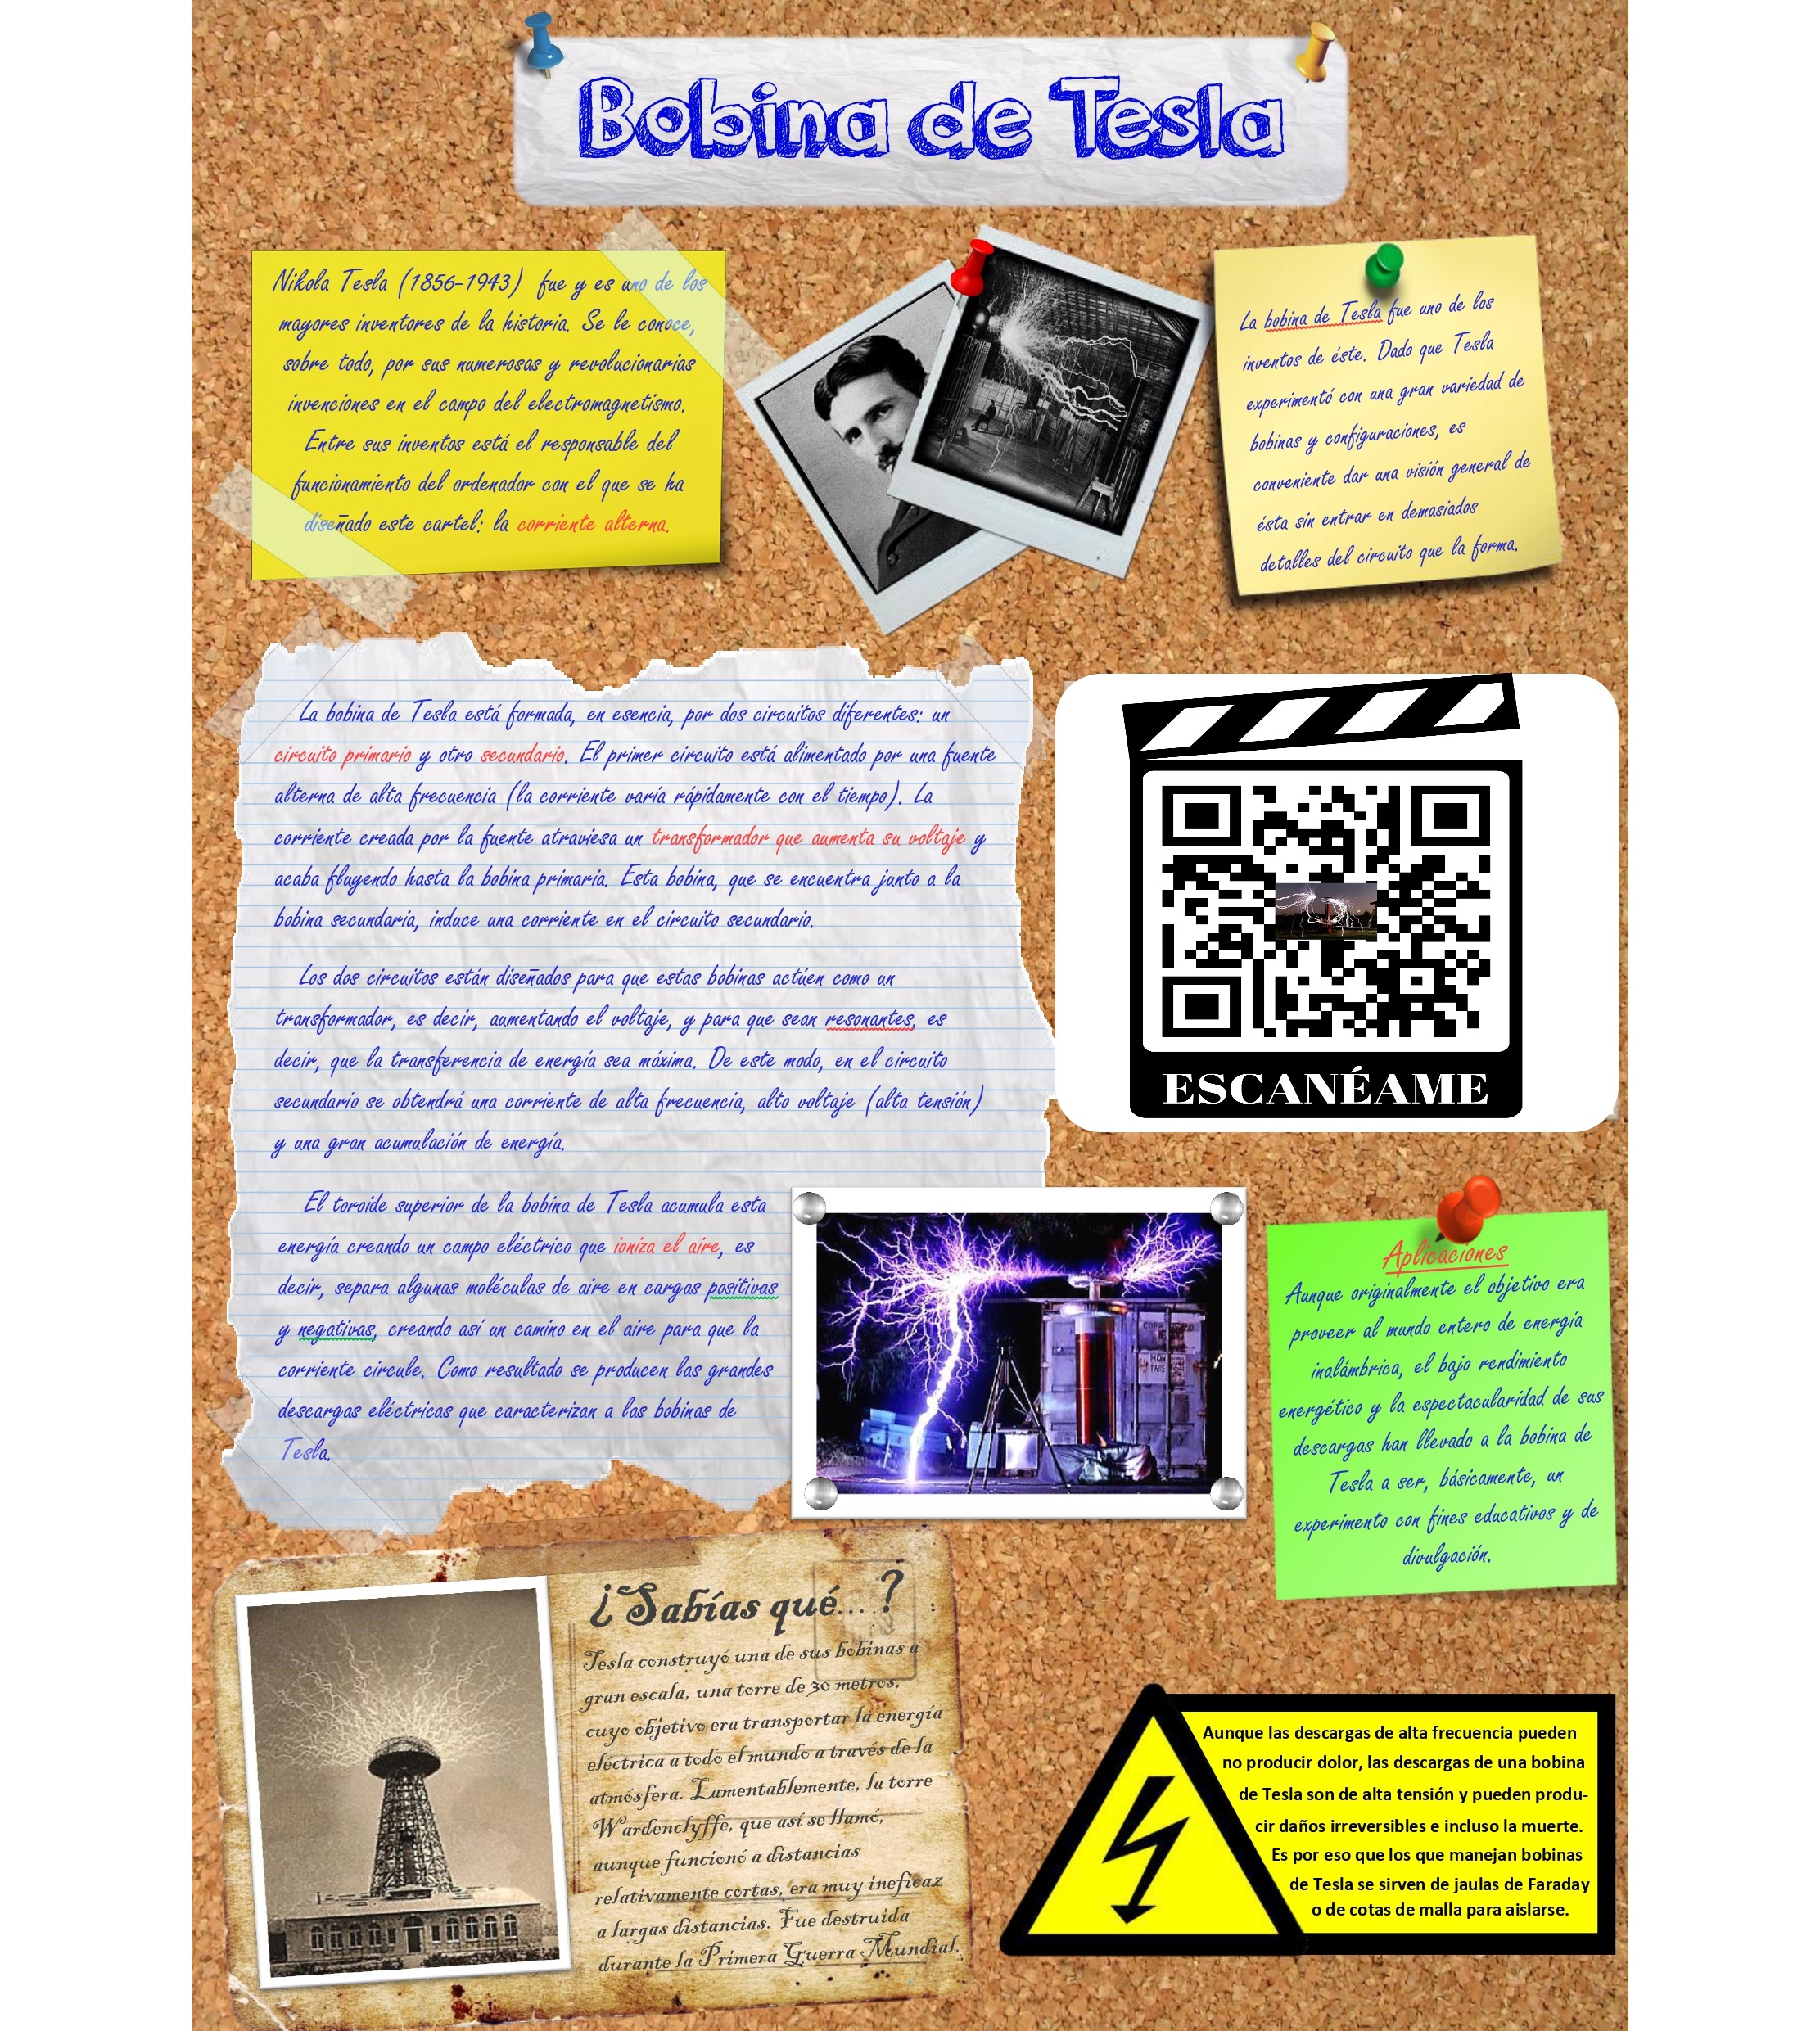 Bobina de Tesla
Nikola Tesla (1856-1943) fue y es uno de los
mayores inventores de la historia. Se le conoce,
sobre todo, por sus numerosas y revolucionarias
invenciones en el campo del electromagnetismo.
Entre sus inventos está el responsable del
funcionamiento del ordenador con el que se ha
diseñado este cartel: la corriente alterna.
La bobina de Tesla fue uno de los
inventos de éste. Dado que Tesla
experimentó con una gran variedad de
bobinas y configuraciones, es
conveniente dar una visión general de
ésta sin entrar en demasiados
detalles del circuito que la forma.
La bobina de Tesla está formada, en esencia, por dos circuitos diferentes: un
circuito primario y otro secundario. El primer circuito está alimentado por una fuente
alterna de alta frecuencia (la corriente varía rápidamente con el tiempo). La
corriente creada por la fuente atraviesa un transformador que aumenta su voltaje y
acaba fluyendo hasta la bobina primaria. Esta bobina, que se encuentra junto a la
bobina secundaria, induce una corriente en el circuito secundario.
Los dos circuitos están diseñados para que estas bobinas actúen como un
transformador, es decir, aumentando el voltaje, y para que sean resonantes, es
decir, que la transferencia de energía sea máxima. De este modo, en el circuito
secundario se obtendrá una corriente de alta frecuencia, alto voltaje (alta tensión)
y una gran acumulación de energía.
El toroide superior de la bobina de Tesla acumula esta
energía creando un campo eléctrico que ioniza el aire, es
decir, separa algunas moléculas de aire en cargas positivas
y negativas, creando así un camino en el aire para que la
corriente circule. Como resultado se producen las grandes
descargas eléctricas que caracterizan a las bobinas de
Tesla.
ESCANÉAME
Aplicaciones
Aunque originalmente el objetivo era
proveer al mundo entero de energía
inalámbrica, el bajo rendimiento
energético y la espectacularidad de sus
descargas han llevado a la bobina de
Tesla a ser, básicamente, un
experimento con fines educativos y de
divulgación.
¿Sabías qué...?
Tesla construyó una de sus bobinas a
gran escala, una torre de 30 metros,
cuyo objetivo era transportar la energía
eléctrica a todo el mundo a través de la
atmósfera. Lamentablemente, la torre
Wardenclyffe, que así se llamó,
aunque funcionó a distancias
relativamente cortas, era muy ineficaz
a largas distancias. Fue destruida
durante la Primera Guerra Mundial.
Aunque las descargas de alta frecuencia pueden
no producir dolor, las descargas de una bobina
de Tesla son de alta tensión y pueden produ-
cir daños irreversibles e incluso la muerte.
Es por eso que los que manejan bobinas
de Tesla se sirven de jaulas de Faraday
o de cotas de malla para aislarse.